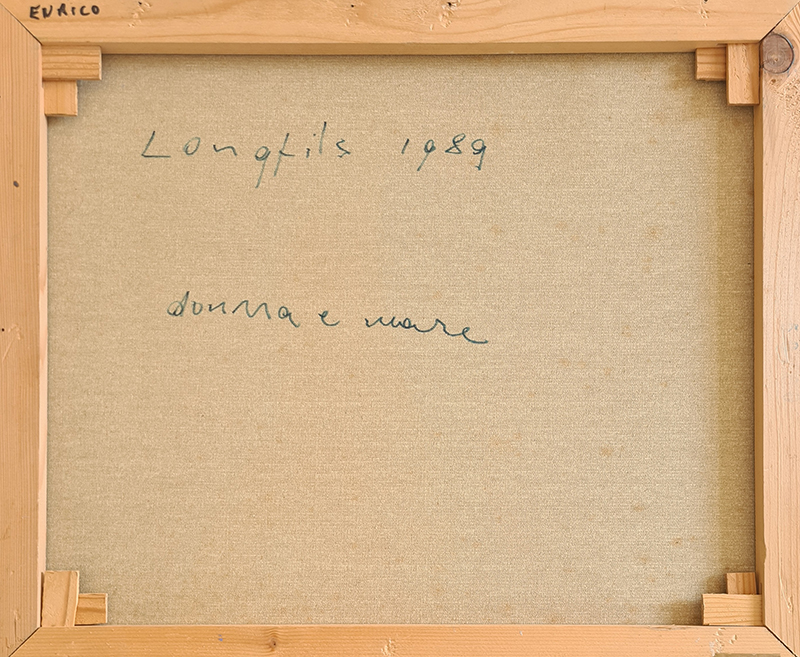 ENRICO
Longfils 1989
donna e mare